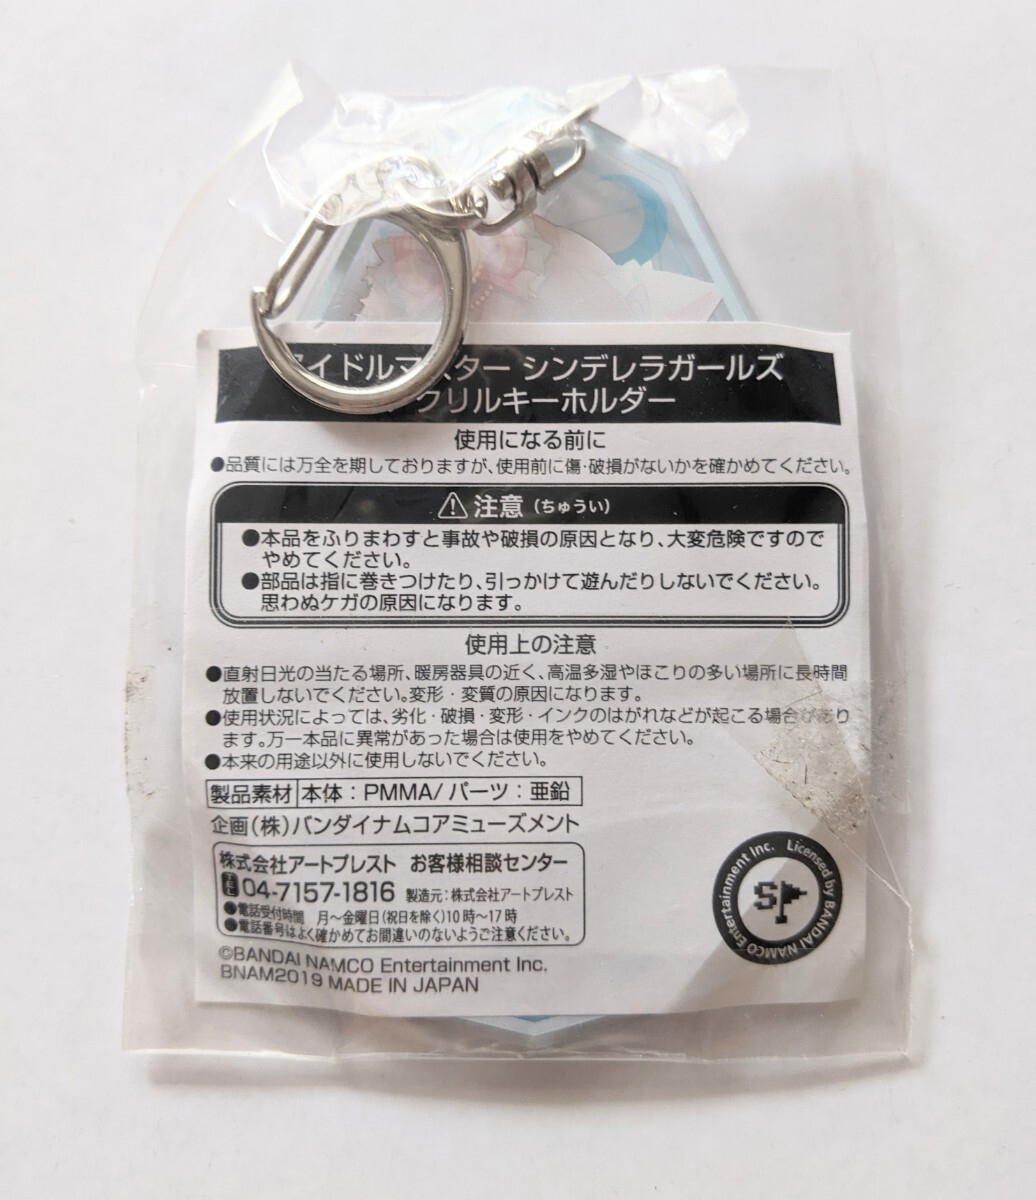 イドルマスター シンデレラガールズ
クリルキーホルダー
使用になる前に
●品質には万全を期しておりますが、使用前に傷・破損がないかを確かめてください。
⚠注意(ちゅうい)
●本品をふりまわすと事故や破損の原因となり、大変危険ですので
やめてください。
●部品は指に巻きつけたり、引っかけて遊んだりしないでください。
思わぬケガの原因になります。
使用上の注意
●直射日光の当たる場所、暖房器具の近く、高温多湿やほこりの多い場所に長時間
放置しないでください。変形・変質の原因になります。
●使用状況によっては、劣化・破損・変形・インクのはがれなどが起こる場合があり
ます。万一本品に異常があった場合は使用をやめてください。
●本来の用途以外に使用しないでください。
製品素材 本体：PMMA/ パーツ：亜鉛
企画(株)バンダイナムコアミューズメント
株式会社アートプレスト お客様相談センター
TEL 04-7157-1816 製造元：株式会社アートプレスト
●電話受付時間 月〜金曜日(祝日を除く)10時〜17時
●電話番号はよく確かめてお間違いのないようご注意ください。
©BANDAI NAMCO Entertainment Inc.
BNAM2019 MADE IN JAPAN
Licensed by BANDAI NAMCO Entertainment Inc.